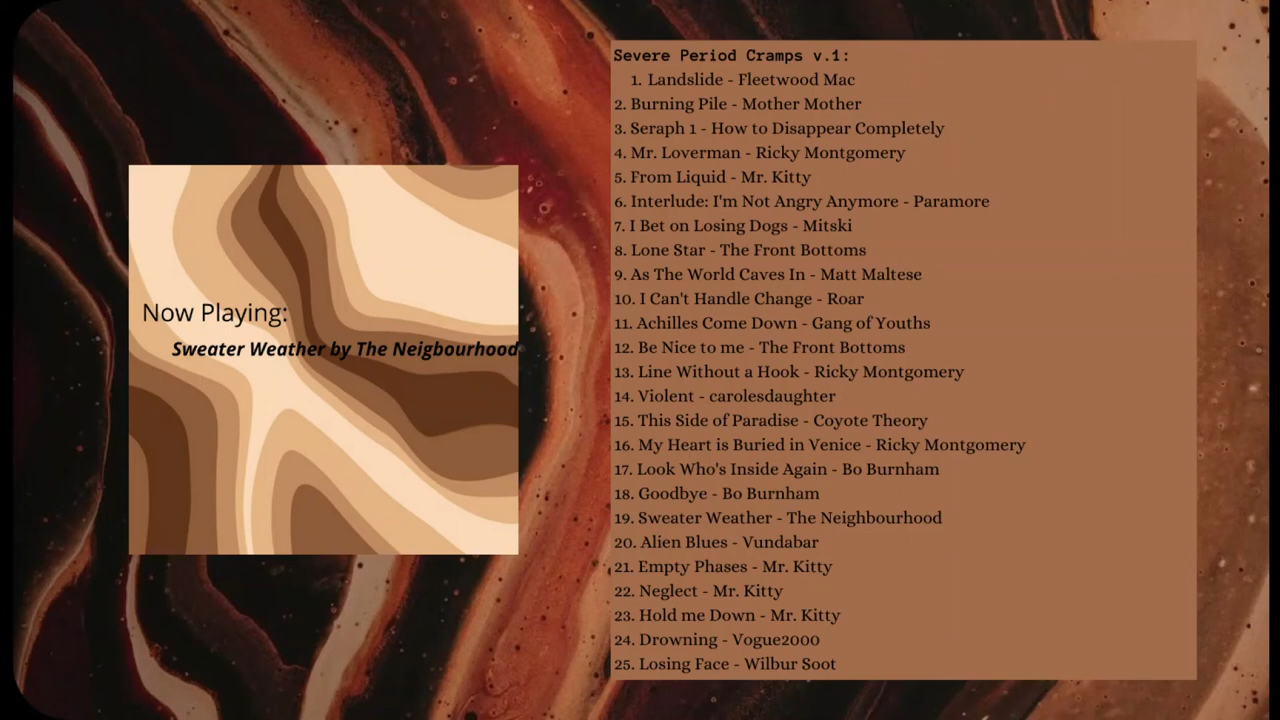 Now Playing:
Sweater Weather by The Neigbourhood
Severe Period Cramps v.1:
1. Landslide - Fleetwood Mac
2. Burning Pile - Mother Mother
3. Seraph 1 - How to Disappear Completely
4. Mr. Loverman - Ricky Montgomery
5. From Liquid - Mr. Kitty
6. Interlude: I'm Not Angry Anymore - Paramore
7. I Bet on Losing Dogs - Mitski
8. Lone Star - The Front Bottoms
9. As The World Caves In - Matt Maltese
10. I Can't Handle Change - Roar
11. Achilles Come Down - Gang of Youths
12. Be Nice to me - The Front Bottoms
13. Line Without a Hook - Ricky Montgomery
14. Violent - carolesdaughter
15. This Side of Paradise - Coyote Theory
16. My Heart is Buried in Venice - Ricky Montgomery
17. Look Who's Inside Again - Bo Burnham
18. Goodbye - Bo Burnham
19. Sweater Weather - The Neighbourhood
20. Alien Blues - Vundabar
21. Empty Phases - Mr. Kitty
22. Neglect - Mr. Kitty
23. Hold me Down - Mr. Kitty
24. Drowning - Vogue2000
25. Losing Face - Wilbur Soot